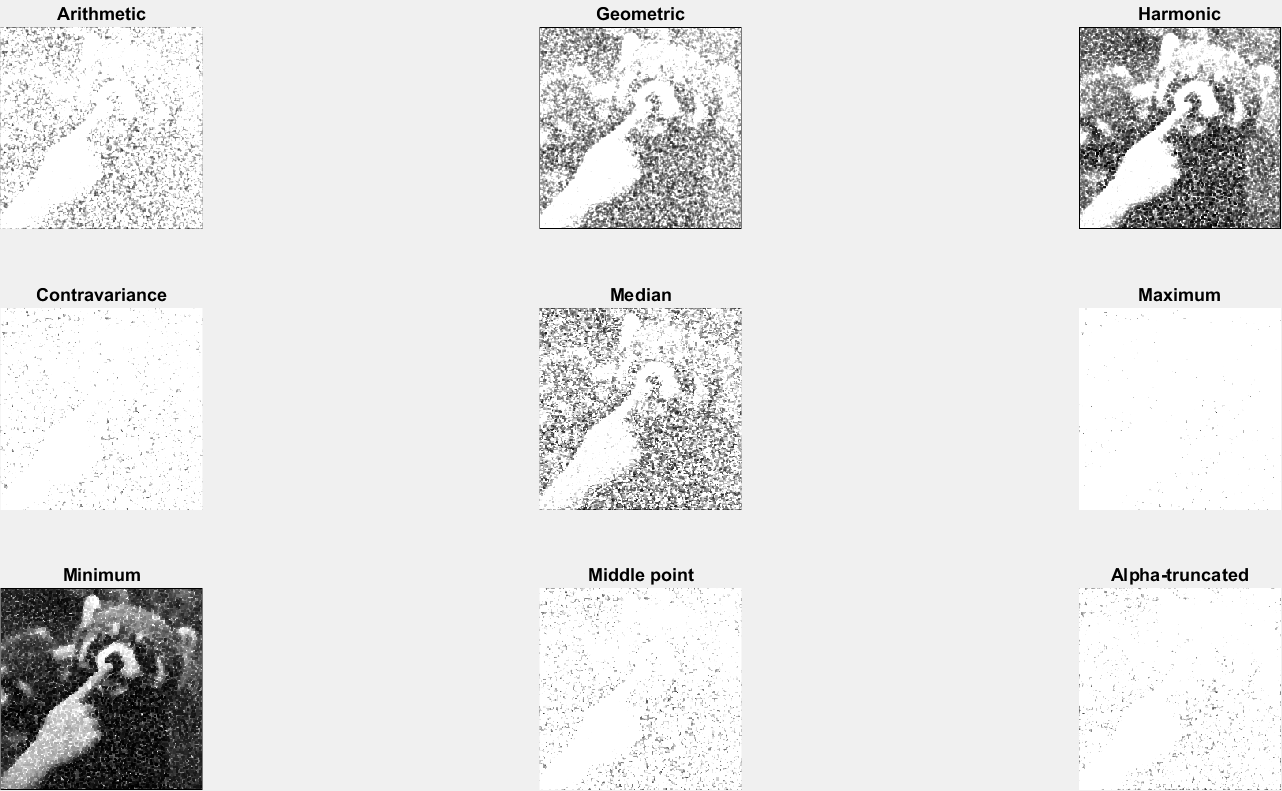 Arithmetic
Geometric
Harmonic
Contravariance
Median
Maximum
Minimum
Middle point
Alpha-truncated